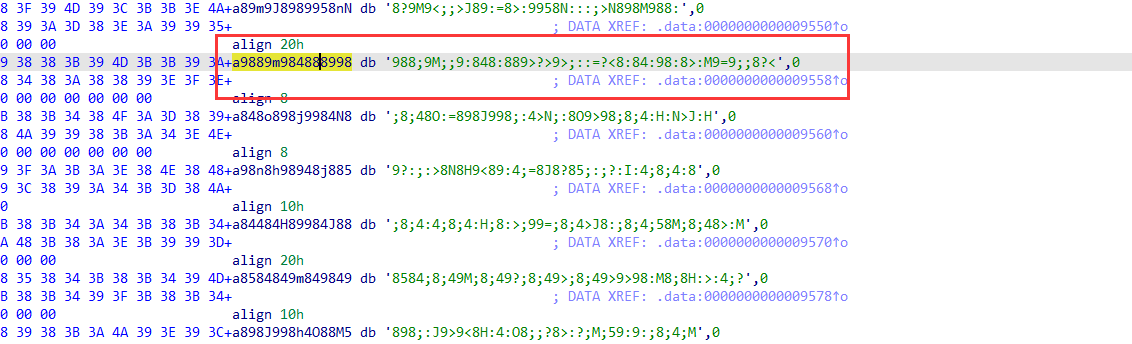 8 3F 39 4D 39 3C 3B 3B 3E 4A+a89m9J8989958nN db '8?9M9<;;>J89:=8>:9958N:::;>N898M988:',0
8 39 3A 3D 38 3E 3A 39 39 35+ ; DATA XREF: .data:0000000000009550↑o
0 00 00 align 20h
9 38 38 3B 39 4D 3B 3B 39 3A+a9889m984888998 db '988;9M;;9:848:889>?>9>;::=?<8:84:98:8>:M9=9;;8?<',0
8 34 38 3A 38 38 39 3E 3F 3E+ ; DATA XREF: .data:0000000000009558↑o
0 00 00 00 00 00 00 align 8
B 38 3B 34 38 4F 3A 3D 38 39+a848o898j9984N8 db ';8;48O:=898J998;:4>N;:8O9>98;8;4:H:N>J:H',0
8 4A 39 39 38 3B 3A 34 3E 4E+ ; DATA XREF: .data:0000000000009560↑o
0 00 00 00 00 00 00 align 8
9 3F 3A 3B 3A 3E 38 4E 38 48+a98n8h98948j885 db '9?:;:>8N8H9<89:4;=8J8?85;:;?:I:4;8;4:8',0
9 3C 38 39 3A 34 3B 3D 38 4A+ ; DATA XREF: .data:0000000000009568↑o
0 align 10h
B 38 3B 34 3A 34 3B 38 3B 34+a84484H89984J88 db ';8;4:4;8;4:H;8:>;99=;8;4>J8:;8;4;58M;8;48>:M',0
A 48 3B 38 3A 3E 3B 39 39 3D+ ; DATA XREF: .data:0000000000009570↑o
0 00 00 align 20h
8 35 38 34 3B 38 3B 34 39 4D+a8584849m849849 db '8584;8;49M;8;49?;8;49>;8;49>9>98:M8;8H:>:4;?',0
B 38 3B 34 39 3F 3B 38 3B 34+ ; DATA XREF: .data:0000000000009578↑o
0 00 00 align 10h
8 39 38 3B 3A 4A 39 3E 39 3C+a898J998h4O88M5 db '898;:J9>9<8H:4:O8;;?8>:?;M;59:9:;8;4;M',0